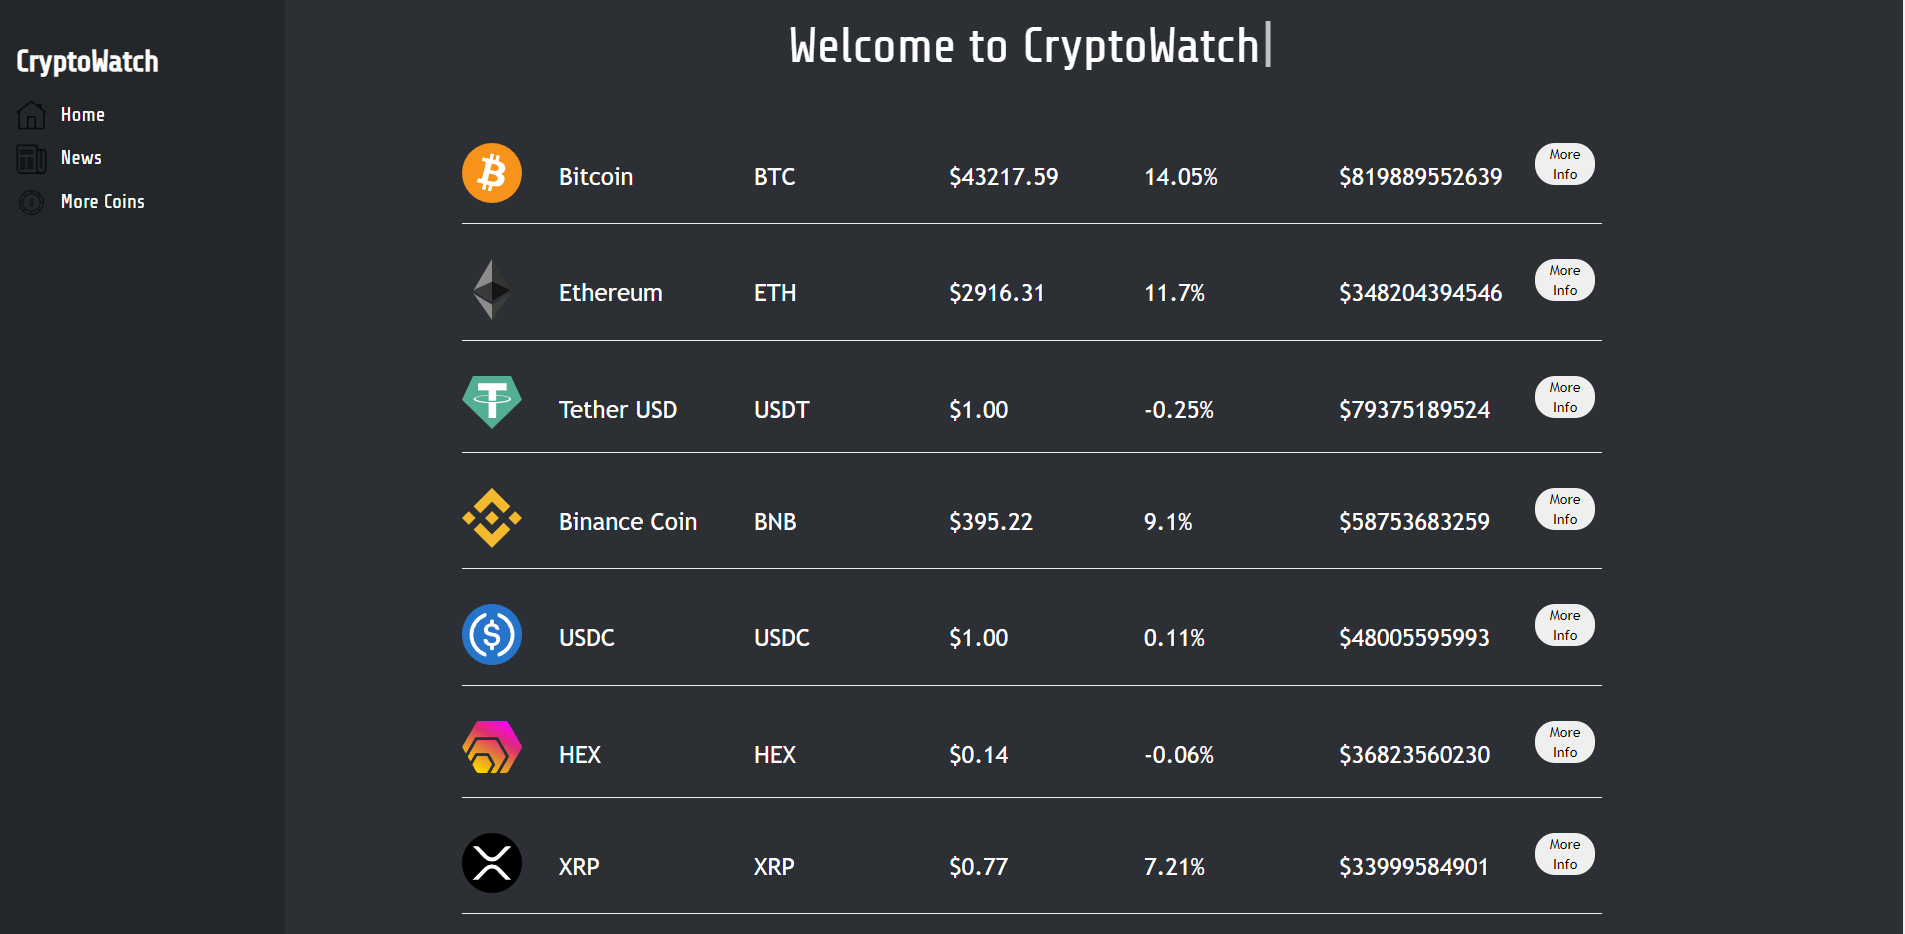 CryptoWatch
Home
News
More Coins
Welcome to CryptoWatch
Bitcoin BTC $43217.59 14.05% $819889552639 More Info
Ethereum ETH $2916.31 11.7% $348204394546 More Info
Tether USD USDT $1.00 -0.25% $79375189524 More Info
Binance Coin BNB $395.22 9.1% $58753683259 More Info
USDC USDC $1.00 0.11% $48005595993 More Info
HEX HEX $0.14 -0.06% $36823560230 More Info
XRP XRP $0.77 7.21% $33999584901 More Info